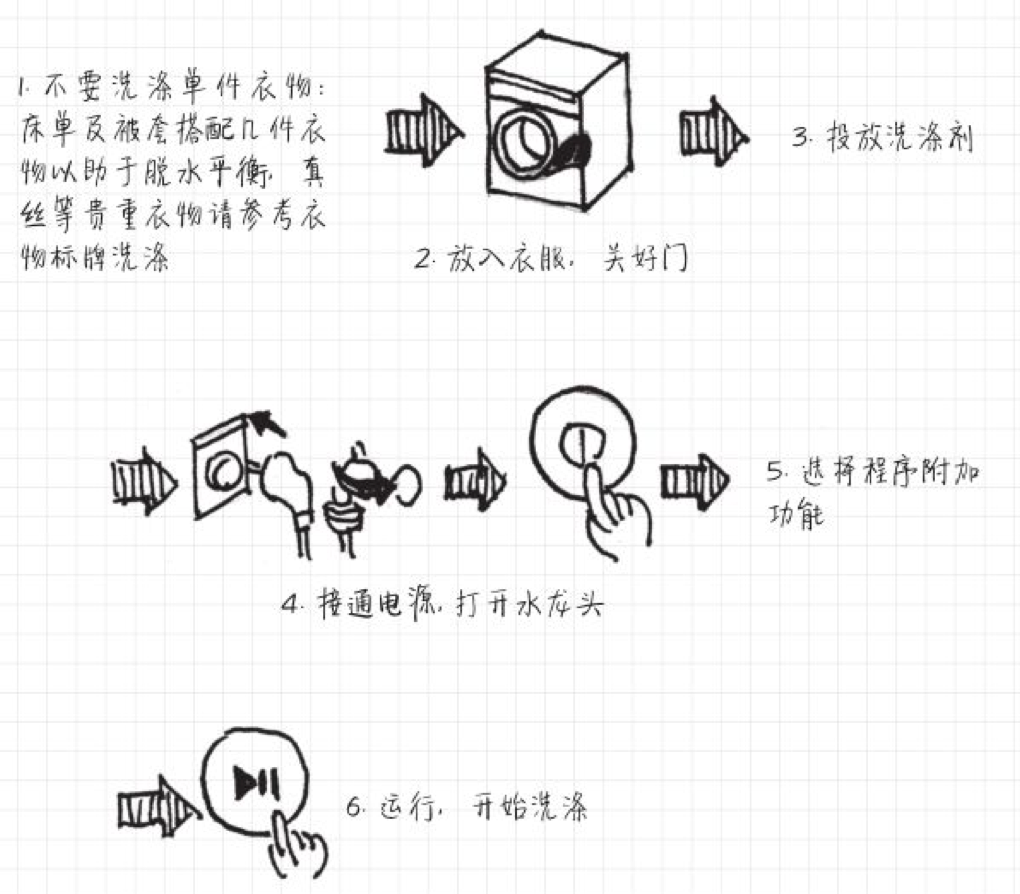 1. 不要洗涤单件衣物:
床单及被套搭配几件衣
物以助于脱水平衡, 真
丝等贵重衣物请参考衣
物标牌洗涤
2. 放入衣服, 关好门
3. 投放洗涤剂
4. 接通电源, 打开水龙头
5. 选择程序附加
功能
6. 运行, 开始洗涤